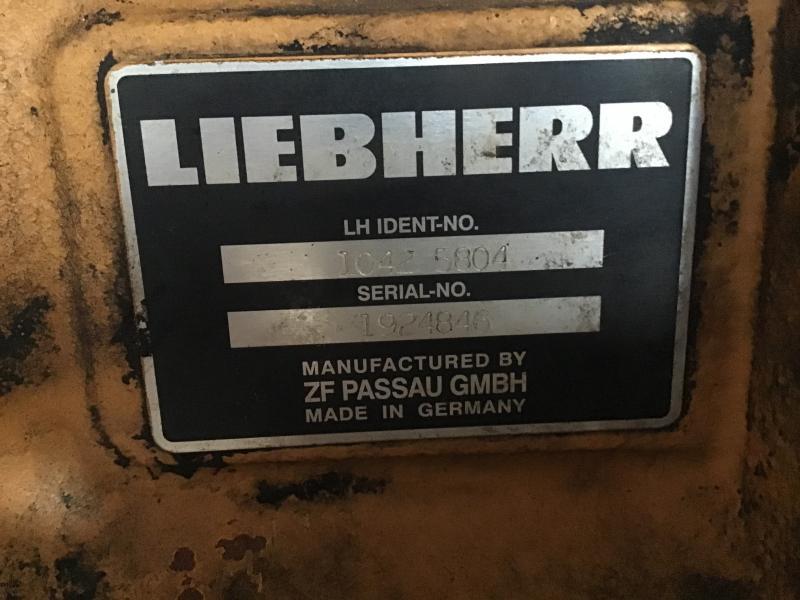 LIEBHERR
LH IDENT-NO.
1042 5804
SERIAL-NO.
1924846
MANUFACTURED BY
ZF PASSAU GMBH
MADE IN GERMANY